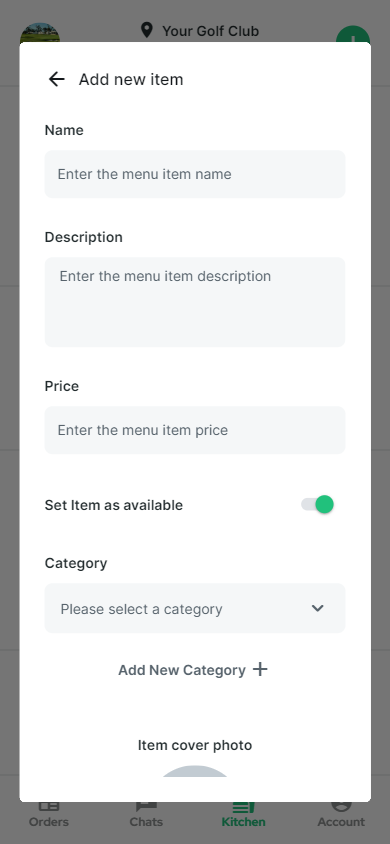 Your Golf Club
Add new item
Name
Enter the menu item name
Description
Enter the menu item description
Price
Enter the menu item price
Set Item as available
Category
Please select a category
Add New Category
Item cover photo
Orders
Chats
Kitchen
Account